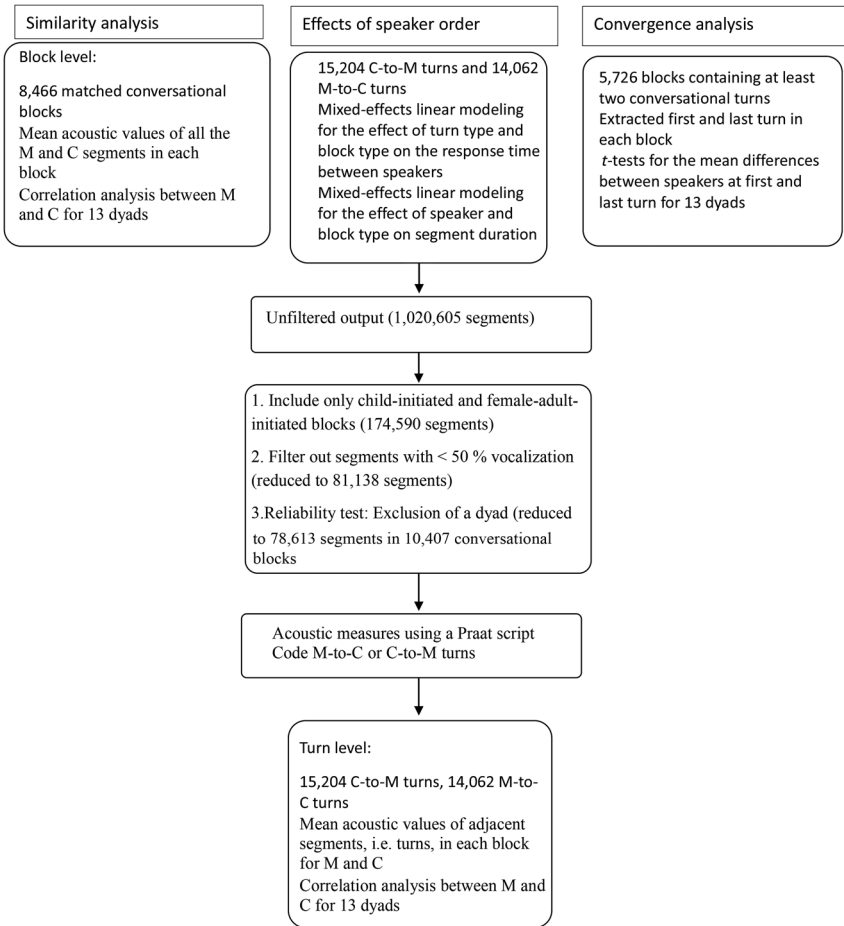 Similarity analysis
Block level:
8,466 matched conversational
blocks
Mean acoustic values of all the
M and C segments in each
block
Correlation analysis between M
and C for 13 dyads
Effects of speaker order
15,204 C-to-M turns and 14,062
M-to-C turns
Mixed-effects linear modeling
for the effect of turn type and
block type on the response time
between speakers
Mixed-effects linear modeling
for the effect of speaker and
block type on segment duration
Convergence analysis
5,726 blocks containing at least
two conversational turns
Extracted first and last turn in
each block
t-tests for the mean differences
between speakers at first and
last turn for 13 dyads
Unfiltered output (1,020,605 segments)
1. Include only child-initiated and female-adult-
initiated blocks (174,590 segments)
2. Filter out segments with < 50 % vocalization
(reduced to 81,138 segments)
3.Reliability test: Exclusion of a dyad (reduced
to 78,613 segments in 10,407 conversational
blocks
Acoustic measures using a Praat script
Code M-to-C or C-to-M turns
Turn level:
15,204 C-to-M turns, 14,062 M-to-
C turns
Mean acoustic values of adjacent
segments, i.e. turns, in each block
for M and C
Correlation analysis between M and
C for 13 dyads